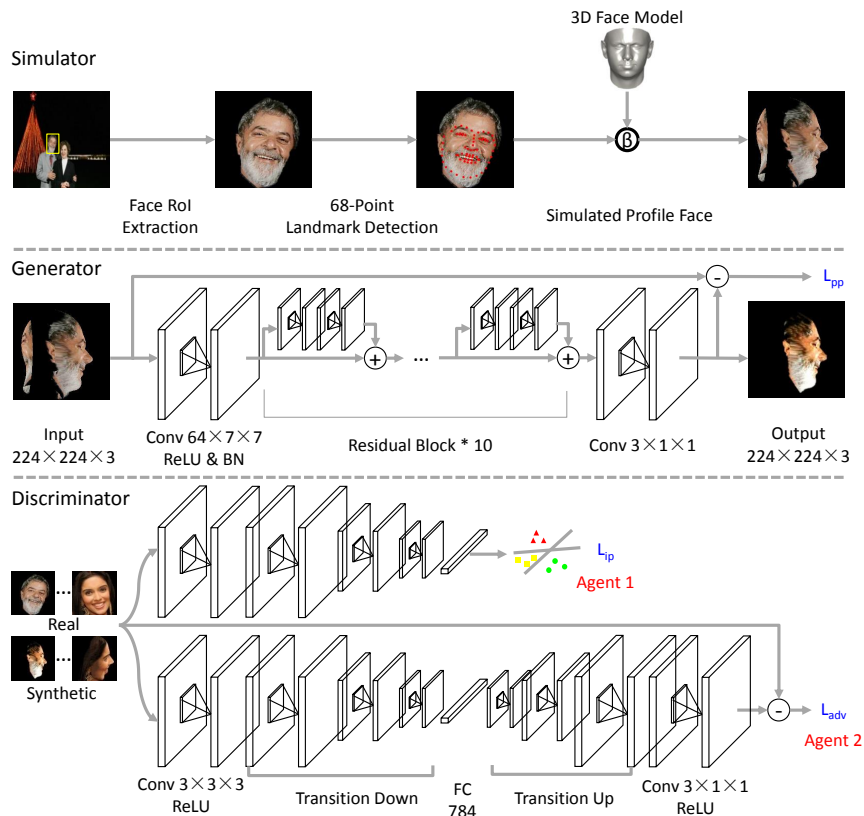 3D Face Model
Simulator
β
Face RoI
Extraction
68-Point
Landmark Detection
Simulated Profile Face
Generator
-
L_pp
+
...
+
Input
224×224×3
Conv 64×7×7
ReLU & BN
Residual Block * 10
Conv 3×1×1
Output
224×224×3
Discriminator
L_ip
Agent 1
...
Real
...
Synthetic
-
L_adv
Agent 2
Conv 3×3×3
ReLU
Transition Down
FC
784
Transition Up
Conv 3×1×1
ReLU